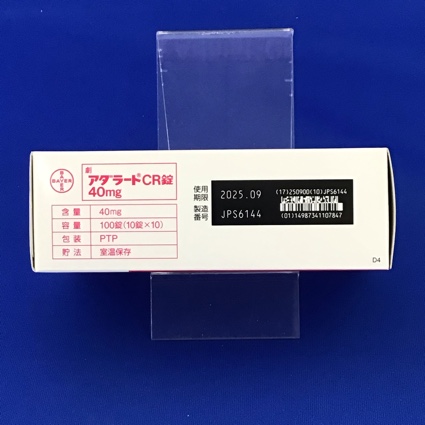 BAYER
BAYER
劇
アダラートCR錠
40mg
含量 40mg
容量 100錠(10錠×10)
包装 PTP
貯法 室温保存
使用期限 2025.09
製造番号 JPS6144
(17)250900(10)JPS6144
(01)14987341107847
D4